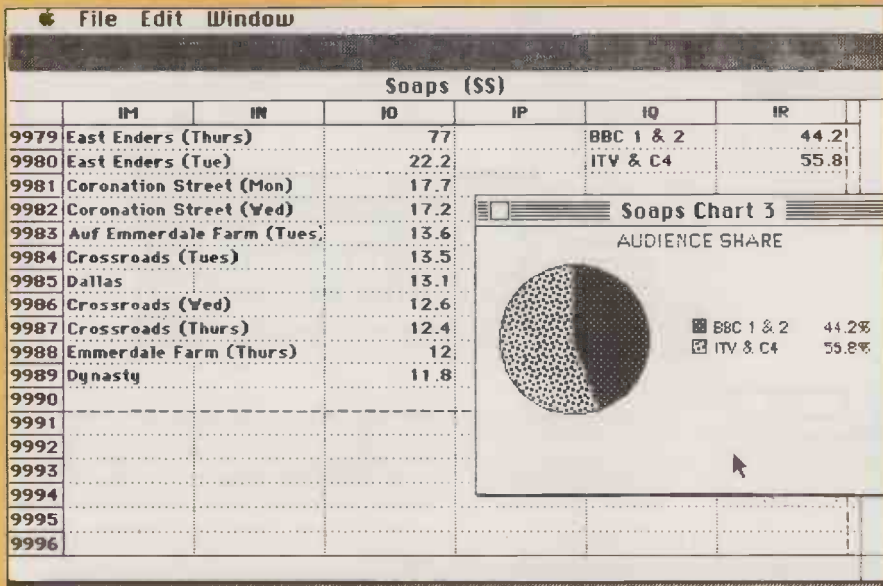 File Edit Window
Soaps (SS)
IM IN IO IP IQ IR
9979 East Enders (Thurs) 77 BBC 1 & 2 44.2
9980 East Enders (Tue) 22.2 ITV & C4 55.8
9981 Coronation Street (Mon) 17.7
9982 Coronation Street (Wed) 17.2
9983 Auf Emmerdale Farm (Tues) 13.6
9984 Crossroads (Tues) 13.5
9985 Dallas 13.1
9986 Crossroads (Wed) 12.6
9987 Crossroads (Thurs) 12.4
9988 Emmerdale Farm (Thurs) 12
9989 Dynasty 11.8
9990
9991
9992
9993
9994
9995
9996
Soaps Chart 3
AUDIENCE SHARE
BBC 1 & 2 44.2%
ITV & C4 55.8%